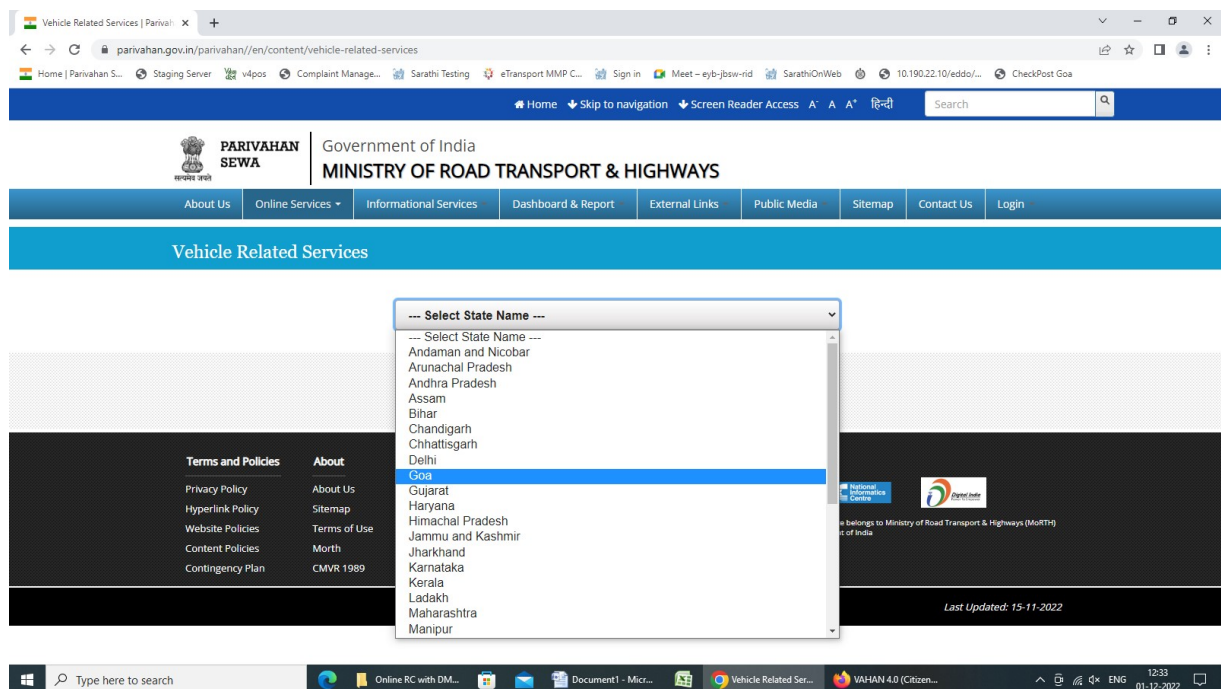 Vehicle Related Services | Parivah
parivahan.gov.in/parivahan//en/content/vehicle-related-services
Home | Parivahan S... Staging Server v4pos Complaint Manage... Sarathi Testing eTransport MMP C... Sign in Meet – eyb-jbsw-rid SarathiOnWeb 10.190.22.10/eddo/... CheckPost Goa
Home Skip to navigation Screen Reader Access A- A A+ हिन्दी Search
PARIVAHAN SEWA
सत्यमेव जयते
Government of India
MINISTRY OF ROAD TRANSPORT & HIGHWAYS
About Us Online Services Informational Services Dashboard & Report External Links Public Media Sitemap Contact Us Login
Vehicle Related Services
--- Select State Name ---
--- Select State Name ---
Andaman and Nicobar
Arunachal Pradesh
Andhra Pradesh
Assam
Bihar
Chandigarh
Chhattisgarh
Delhi
Goa
Gujarat
Haryana
Himachal Pradesh
Jammu and Kashmir
Jharkhand
Karnataka
Kerala
Ladakh
Maharashtra
Manipur
Terms and Policies About
Privacy Policy About Us
Hyperlink Policy Sitemap
Website Policies Terms of Use
Content Policies Morth
Contingency Plan CMVR 1989
National Informatics Centre
Digital India
e belongs to Ministry of Road Transport & Highways (MoRTH)
t of India
Last Updated: 15-11-2022
Type here to search Online RC with DM... Document1 - Micr... Vehicle Related Ser... VAHAN 4.0 (Citizen... ENG 12:33
01-12-2022